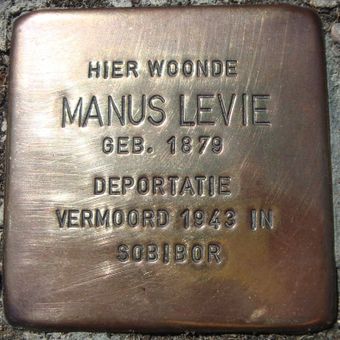 HIER WOONDE
MANUS LEVIE
GEB. 1879
DEPORTATIE
VERMOORD 1943 IN
SOBIBOR